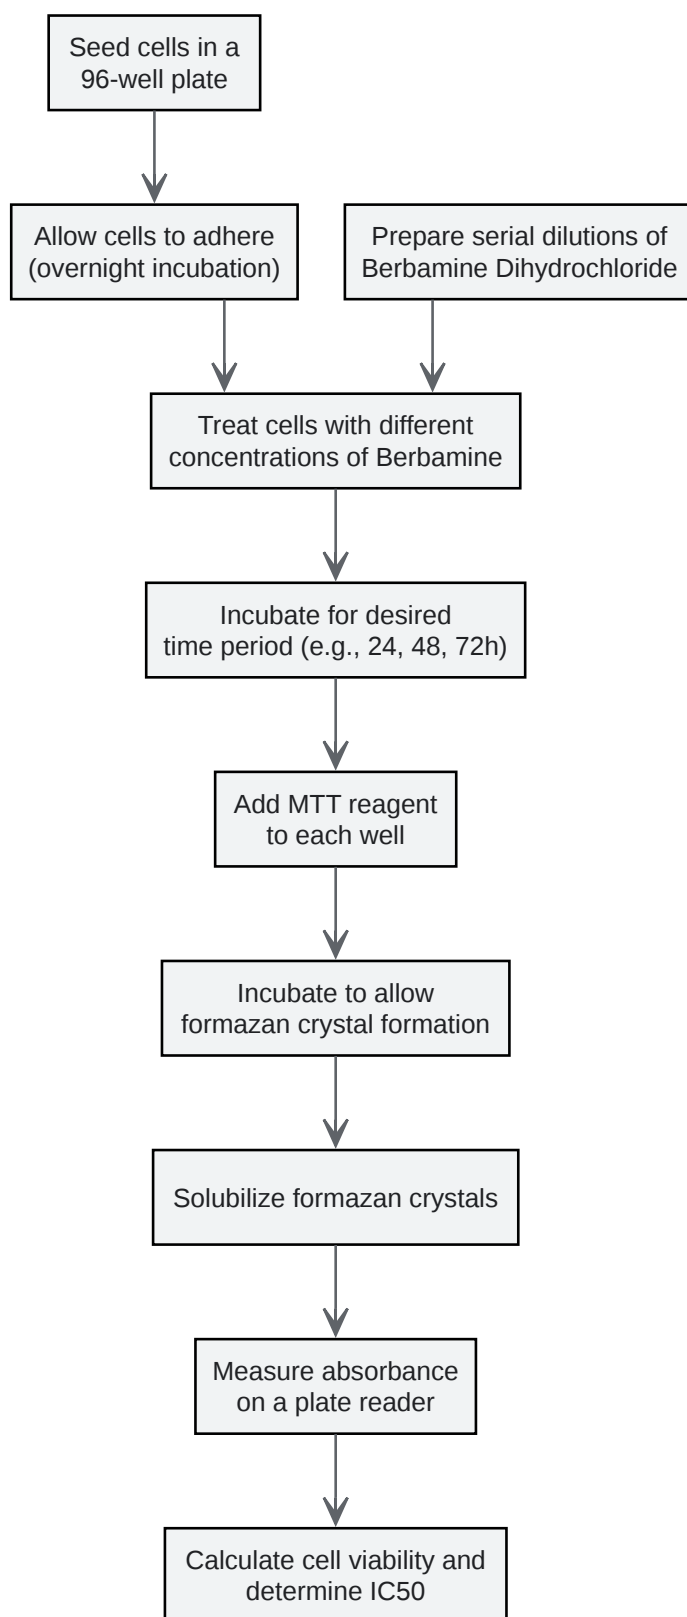 Seed cells in a
96-well plate
Allow cells to adhere
(overnight incubation)
Prepare serial dilutions of
Berbamine Dihydrochloride
Treat cells with different
concentrations of Berbamine
Incubate for desired
time period (e.g., 24, 48, 72h)
Add MTT reagent
to each well
Incubate to allow
formazan crystal formation
Solubilize formazan crystals
Measure absorbance
on a plate reader
Calculate cell viability and
determine IC50